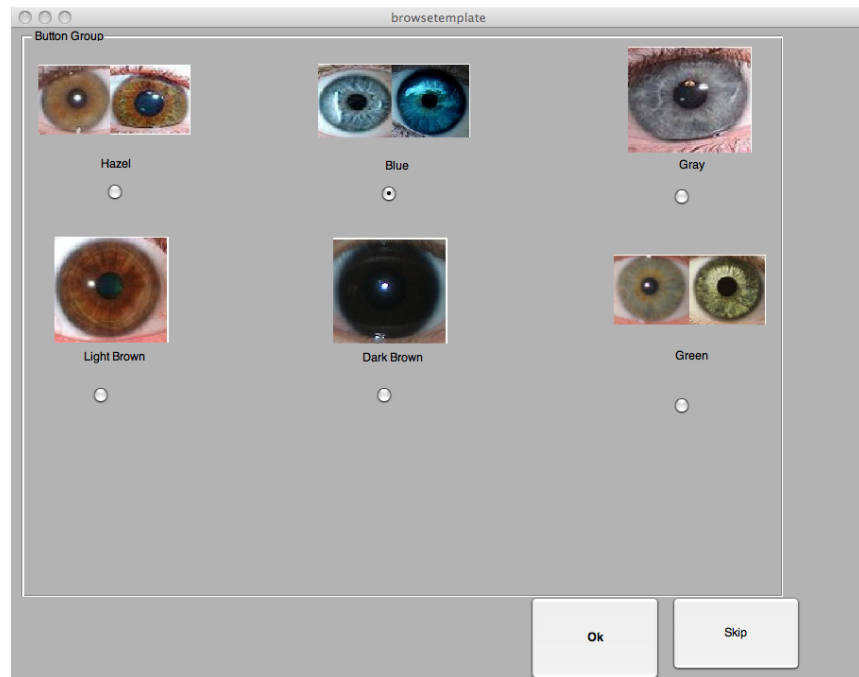 browsetemplate
Button Group
Hazel
Blue
Gray
Light Brown
Dark Brown
Green
Ok
Skip